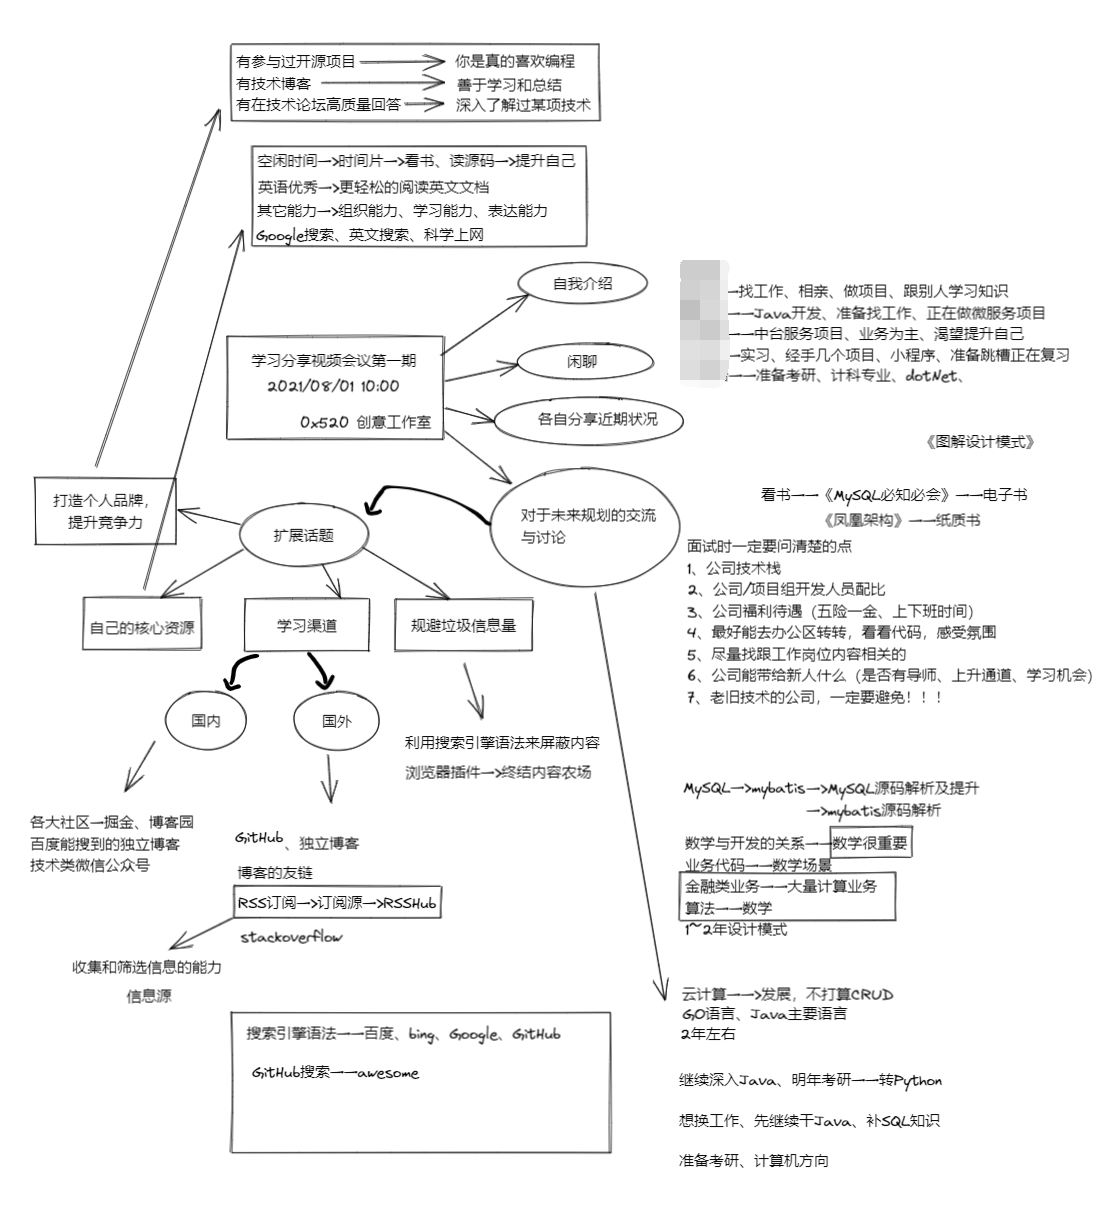 有参与过开源项目——>你是真的喜欢编程
有技术博客——>善于学习和总结
有在技术论坛高质量回答——>深入了解过某项技术
空闲时间—>时间片—>看书、读源码—>提升自己
英语优秀—>更轻松的阅读英文文档
其它能力—>组织能力、学习能力、表达能力
Google搜索、英文搜索、科学上网
自我介绍
—找工作、相亲、做项目、跟别人学习知识
——Java开发、准备找工作、正在做微服务项目
——中台服务项目、业务为主、渴望提升自己
—实习、经手几个项目、小程序、准备跳槽正在复习
——准备考研、计科专业、dotNet、
学习分享视频会议第一期
2021/08/01 10:00
0x520 创意工作室
闲聊
各自分享近期状况
《图解设计模式》
看书——《MySQL必知必会》——电子书
《凤凰架构》——纸质书
打造个人品牌，
提升竞争力
扩展话题
对于未来规划的交流
与讨论
面试时一定要问清楚的点
1、公司技术栈
2、公司/项目组开发人员配比
3、公司福利待遇（五险一金、上下班时间）
4、最好能去办公区转转，看看代码，感受氛围
5、尽量找跟工作岗位内容相关的
6、公司能带给新人什么（是否有导师、上升通道、学习机会）
7、老旧技术的公司，一定要避免！！！
自己的核心资源
学习渠道
规避垃圾信息量
国内
国外
利用搜索引擎语法来屏蔽内容
浏览器插件—>终结内容农场
各大社区—掘金、博客园
百度能搜到的独立博客
技术类微信公众号
GitHub、独立博客
博客的友链
RSS订阅—>订阅源—>RSSHub
stackoverflow
收集和筛选信息的能力
信息源
MySQL—>mybatis—>MySQL源码解析及提升
—>mybatis源码解析
数学与开发的关系——数学很重要
业务代码——数学场景
金融类业务——大量计算业务
算法——数学
1~2年设计模式
云计算——>发展，不打算CRUD
GO语言、Java主要语言
2年左右
搜索引擎语法——百度、bing、Google、GitHub
GitHub搜索——awesome
继续深入Java、明年考研——转Python
想换工作、先继续干Java、补SQL知识
准备考研、计算机方向